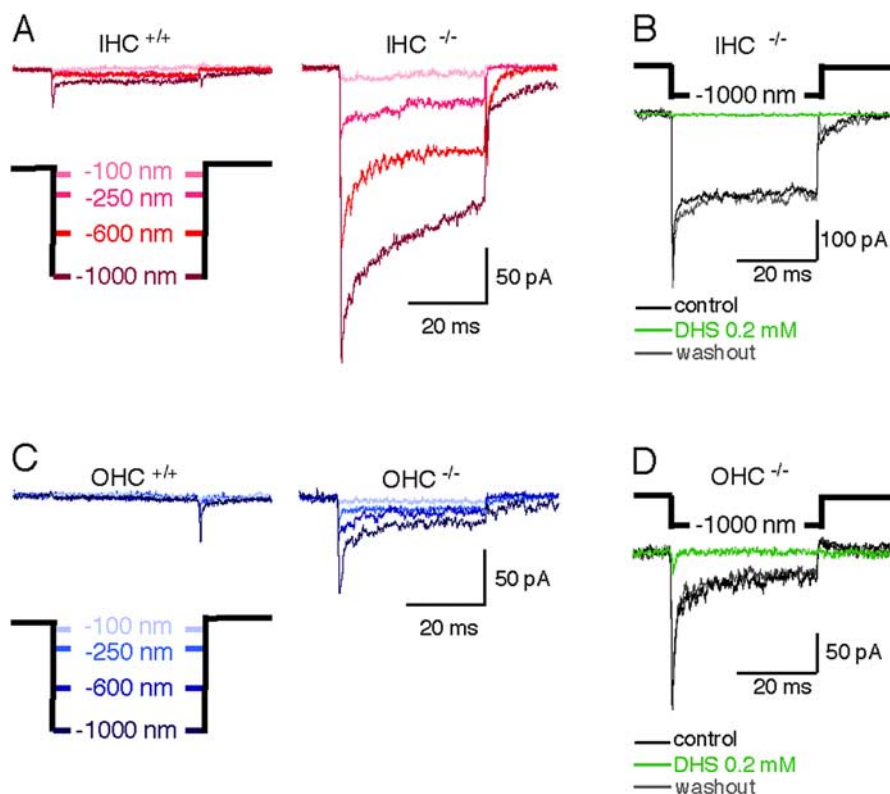 A
IHC +/+
IHC -/-
-100 nm
-250 nm
-600 nm
-1000 nm
50 pA
20 ms
B
IHC -/-
-1000 nm
100 pA
20 ms
control
DHS 0.2 mM
washout
C
OHC +/+
OHC -/-
-100 nm
-250 nm
-600 nm
-1000 nm
50 pA
20 ms
D
OHC -/-
-1000 nm
50 pA
20 ms
control
DHS 0.2 mM
washout